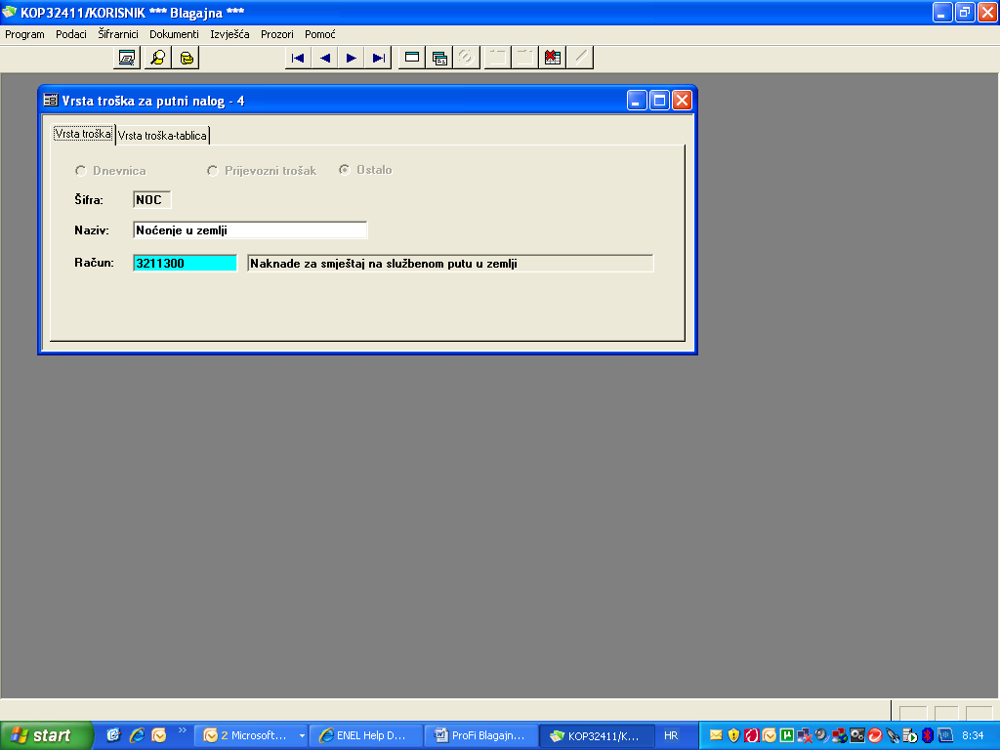 KOP32411/KORISNIK *** Blagajna ***
Program Podaci Šifrarnici Dokumenti Izvješća Prozori Pomoć
Vrsta troška za putni nalog - 4
Vrsta troška Vrsta troška-tablica
Dnevnica Prijevozni trošak Ostalo
Šifra: NOC
Naziv: Noćenje u zemlji
Račun: 3211300 Naknade za smještaj na službenom putu u zemlji
start 2 Microsoft... ENEL Help D... ProFi Blagajn... KOP32411/K... HR 8:34